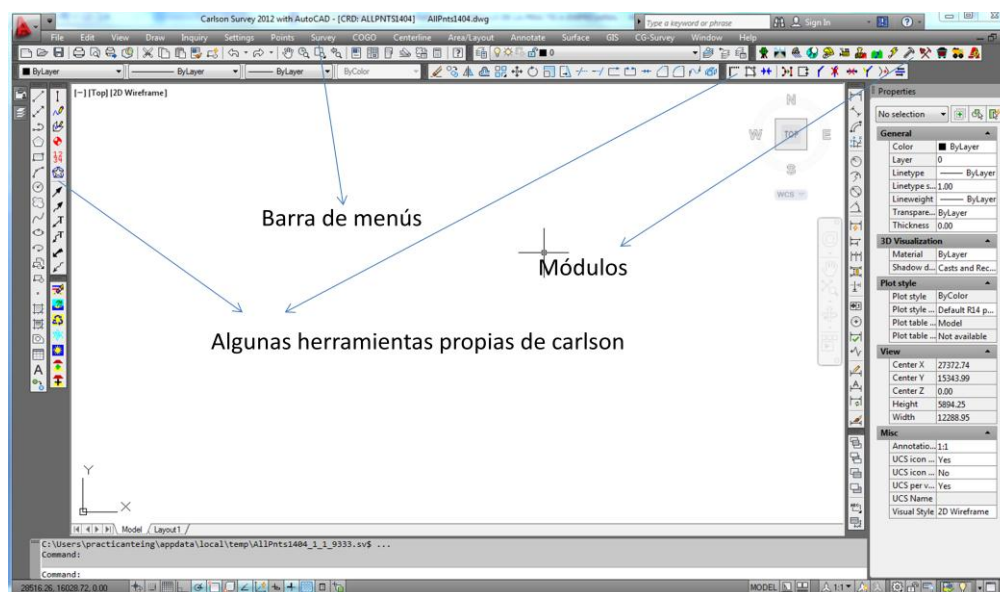 Carlson Survey 2012 with AutoCAD - [CRD: ALLPNTS1404] AllPnts1404.dwg
Type a keyword or phrase
Sign In
File Edit View Draw Inquiry Settings Points Survey COGO Centerline Area/Layout Annotate Surface GIS CG-Survey Window Help
0
ByLayer ByLayer ByLayer ByColor
[−] [Top] [2D Wireframe]
N
W TOP E
S
WCS
Barra de menús
Módulos
Algunas herramientas propias de carlson
A
Y
X
Properties
No selection
General
Color ByLayer
Layer 0
Linetype ByLayer
Linetype s... 1.00
Lineweight ByLayer
Transpare... ByLayer
Thickness 0.00
3D Visualization
Material ByLayer
Shadow d... Casts and Rec...
Plot style
Plot style ByColor
Plot style ... Default R14 p...
Plot table ... Model
Plot table ... Not available
View
Center X 27372.74
Center Y 15343.99
Center Z 0.00
Height 5894.25
Width 12288.95
Misc
Annotatio... 1:1
UCS icon ... Yes
UCS icon ... No
UCS per v... Yes
UCS Name
Visual Style 2D Wireframe
Model Layout1
C:\Users\practicanteing\appdata\local\temp\AllPnts1404_1_1_9333.sv$ ...
Command:
Command:
28516.26, 16028.72, 0.00
MODEL
1:1